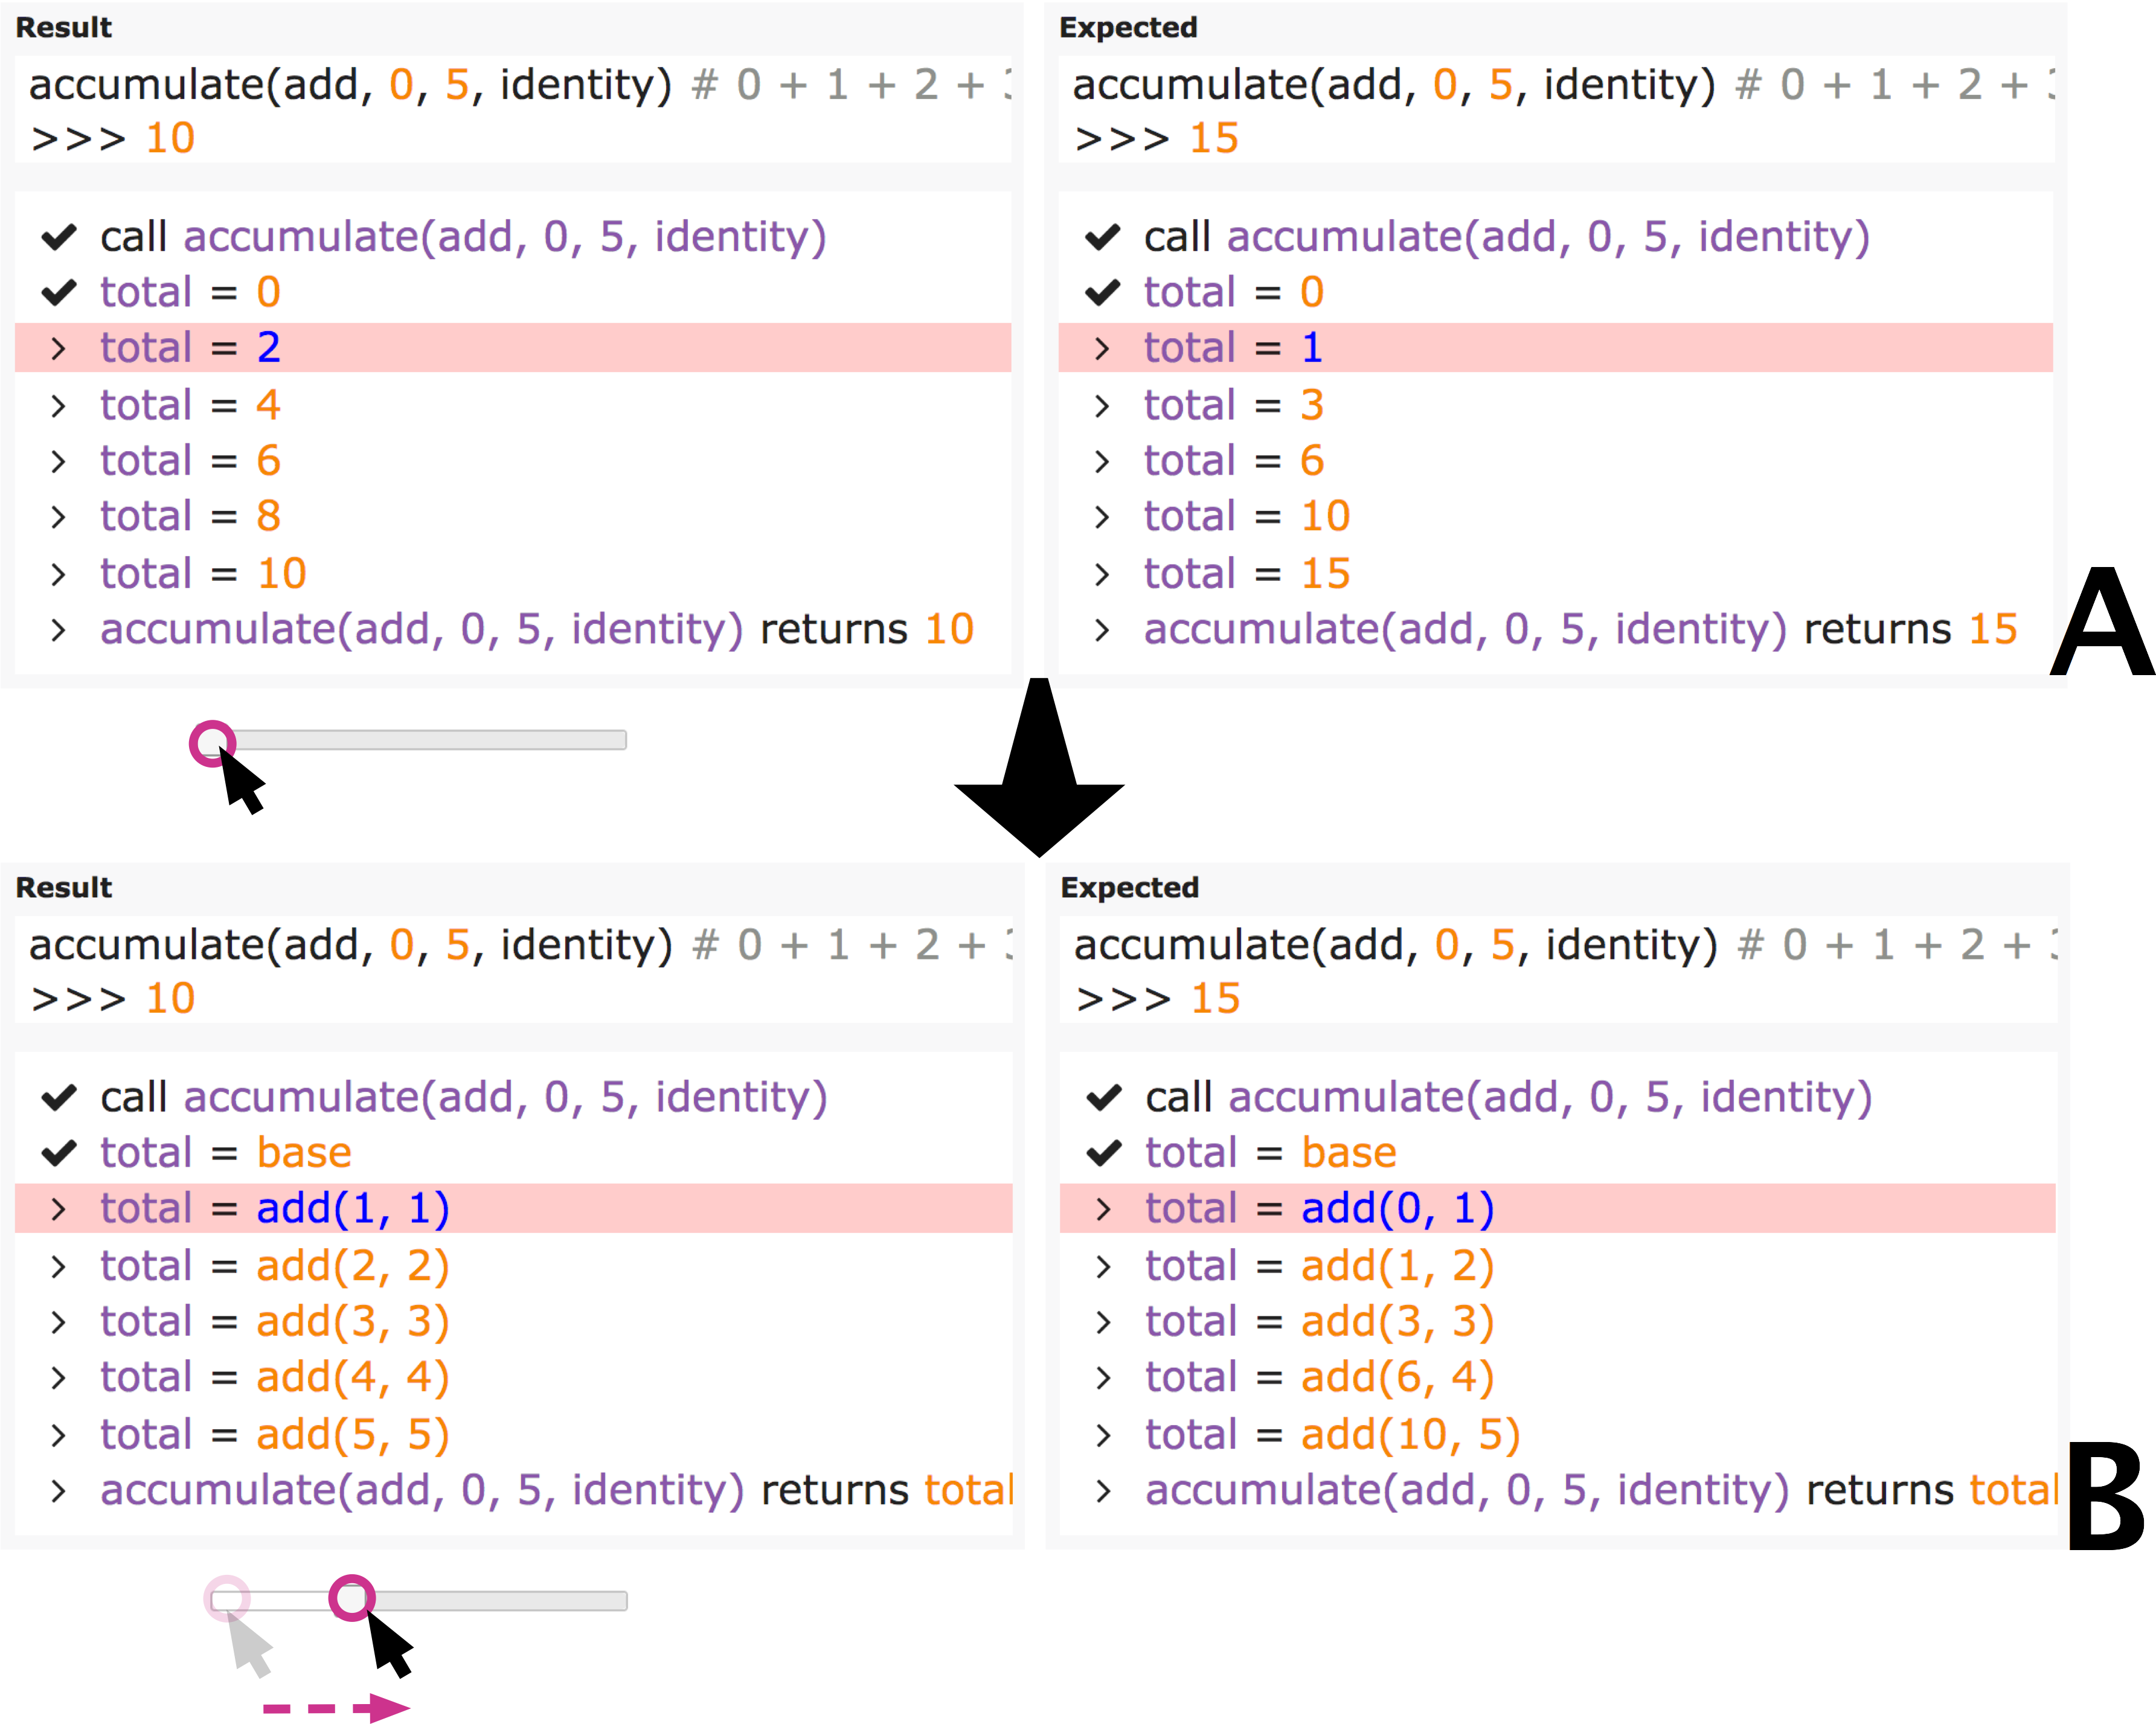 Result
accumulate(add, 0, 5, identity) # 0 + 1 + 2 +
>>> 10
✔ call accumulate(add, 0, 5, identity)
✔ total = 0
> total = 2
> total = 4
> total = 6
> total = 8
> total = 10
> accumulate(add, 0, 5, identity) returns 10
Expected
accumulate(add, 0, 5, identity) # 0 + 1 + 2 +
>>> 15
✔ call accumulate(add, 0, 5, identity)
✔ total = 0
> total = 1
> total = 3
> total = 6
> total = 10
> total = 15
> accumulate(add, 0, 5, identity) returns 15
A
Result
accumulate(add, 0, 5, identity) # 0 + 1 + 2 +
>>> 10
✔ call accumulate(add, 0, 5, identity)
✔ total = base
> total = add(1, 1)
> total = add(2, 2)
> total = add(3, 3)
> total = add(4, 4)
> total = add(5, 5)
> accumulate(add, 0, 5, identity) returns total
Expected
accumulate(add, 0, 5, identity) # 0 + 1 + 2 +
>>> 15
✔ call accumulate(add, 0, 5, identity)
✔ total = base
> total = add(0, 1)
> total = add(1, 2)
> total = add(3, 3)
> total = add(6, 4)
> total = add(10, 5)
> accumulate(add, 0, 5, identity) returns total
B